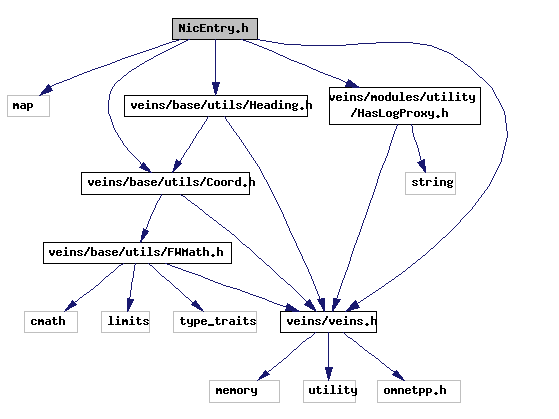 NicEntry.h
map
veins/base/utils/Heading.h
veins/modules/utility
/HasLogProxy.h
veins/base/utils/Coord.h
string
veins/base/utils/FWMath.h
cmath
limits
type_traits
veins/veins.h
memory
utility
omnetpp.h